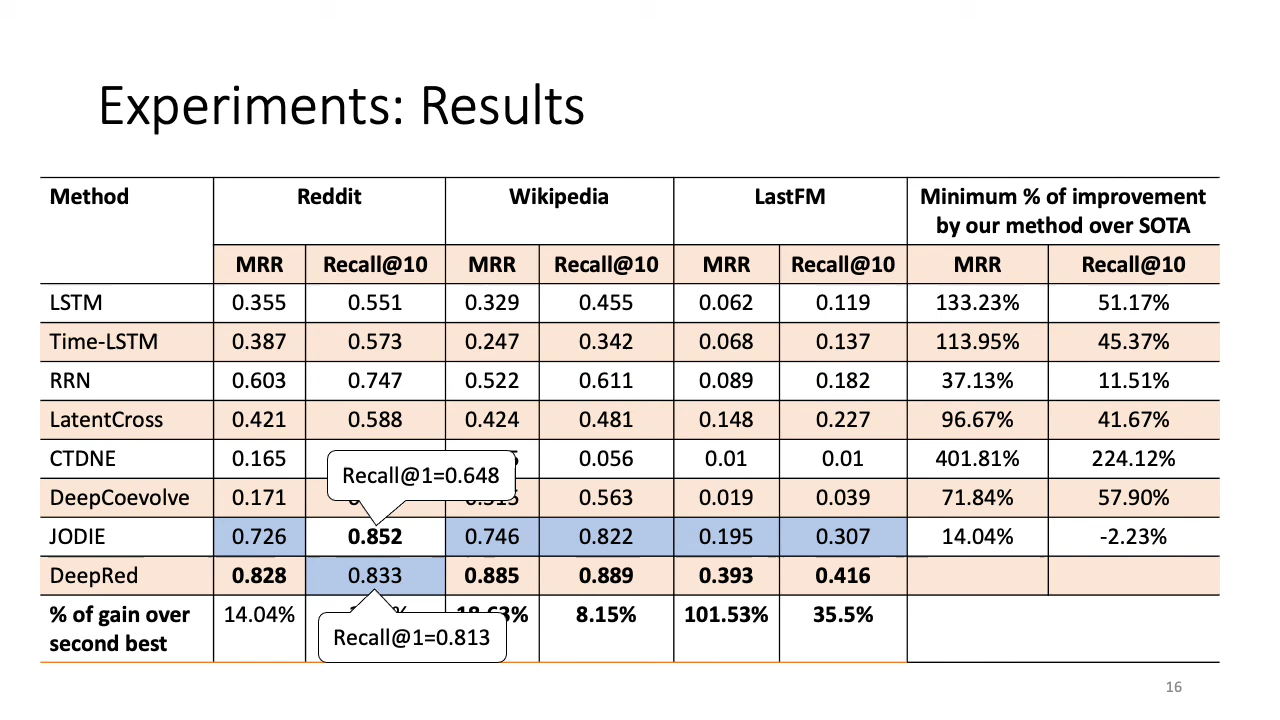 Experiments: Results
Method Reddit Wikipedia LastFM Minimum % of improvement
by our method over SOTA
MRR Recall@10 MRR Recall@10 MRR Recall@10 MRR Recall@10
LSTM 0.355 0.551 0.329 0.455 0.062 0.119 133.23% 51.17%
Time-LSTM 0.387 0.573 0.247 0.342 0.068 0.137 113.95% 45.37%
RRN 0.603 0.747 0.522 0.611 0.089 0.182 37.13% 11.51%
LatentCross 0.421 0.588 0.424 0.481 0.148 0.227 96.67% 41.67%
CTDNE 0.165 0.056 0.01 0.01 401.81% 224.12%
Recall@1=0.648
DeepCoevolve 0.171 0.563 0.019 0.039 71.84% 57.90%
JODIE 0.726 0.852 0.746 0.822 0.195 0.307 14.04% -2.23%
DeepRed 0.828 0.833 0.885 0.889 0.393 0.416
% of gain over 14.04% 8.15% 101.53% 35.5%
second best
Recall@1=0.813
16